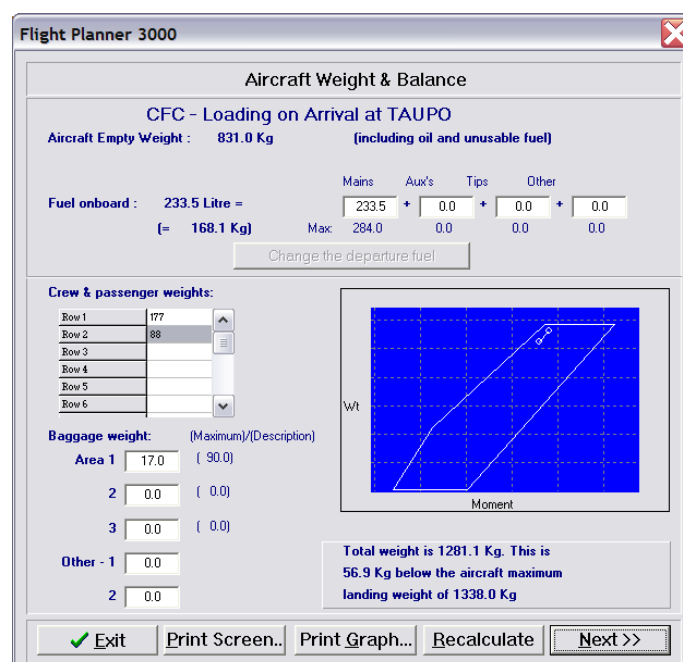 Flight Planner 3000
Aircraft Weight & Balance
CFC - Loading on Arrival at TAUPO
Aircraft Empty Weight : 831.0 Kg (including oil and unusable fuel)
Mains Aux's Tips Other
Fuel onboard : 233.5 Litre = 233.5 + 0.0 + 0.0 + 0.0
(= 168.1 Kg) Max: 284.0 0.0 0.0 0.0
Change the departure fuel
Crew & passenger weights:
Row 1 177
Row 2 88
Row 3
Row 4
Row 5
Row 6
Wt
Moment
Baggage weight: (Maximum)/(Description)
Area 1 17.0 ( 90.0)
2 0.0 ( 0.0)
3 0.0 ( 0.0)
Other - 1 0.0
2 0.0
Total weight is 1281.1 Kg. This is
56.9 Kg below the aircraft maximum
landing weight of 1338.0 Kg
Exit Print Screen.. Print Graph... Recalculate Next >>